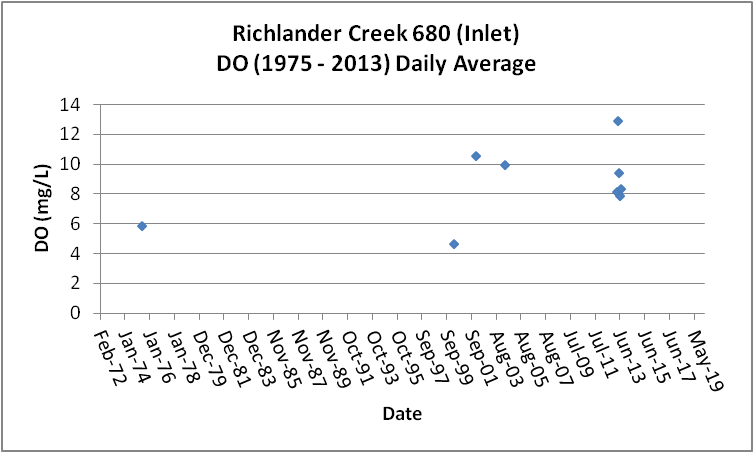 Richlander Creek 680 (Inlet)
DO (1975 - 2013) Daily Average
14
12
10
8
6
4
2
0
DO (mg/L)
Feb-72
Jan-74
Jan-76
Jan-78
Dec-79
Dec-81
Dec-83
Nov-85
Nov-87
Nov-89
Oct-91
Oct-93
Oct-95
Sep-97
Sep-99
Sep-01
Aug-03
Aug-05
Aug-07
Jul-09
Jul-11
Jun-13
Jun-15
Jun-17
May-19
Date